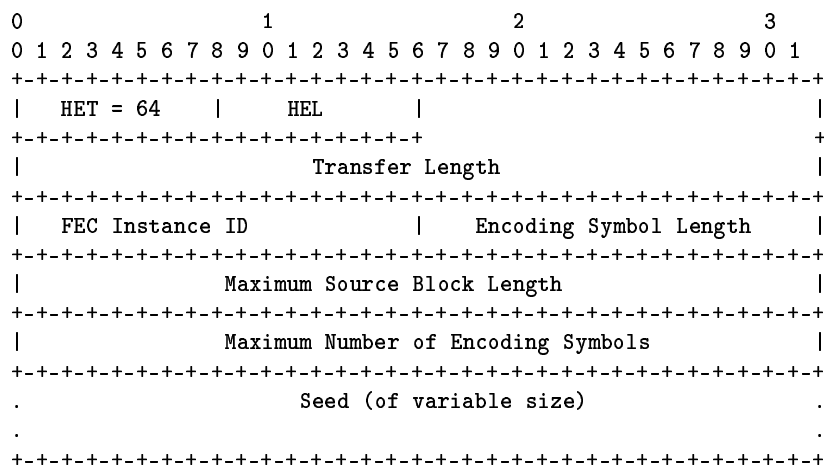 0                   1                   2                   3
0 1 2 3 4 5 6 7 8 9 0 1 2 3 4 5 6 7 8 9 0 1 2 3 4 5 6 7 8 9 0 1
+-+-+-+-+-+-+-+-+-+-+-+-+-+-+-+-+-+-+-+-+-+-+-+-+-+-+-+-+-+-+-+-+
|   HET = 64    |     HEL       |                               |
+-+-+-+-+-+-+-+-+-+-+-+-+-+-+-+-+                               +
|                       Transfer Length                         |
+-+-+-+-+-+-+-+-+-+-+-+-+-+-+-+-+-+-+-+-+-+-+-+-+-+-+-+-+-+-+-+-+
|   FEC Instance ID             |    Encoding Symbol Length     |
+-+-+-+-+-+-+-+-+-+-+-+-+-+-+-+-+-+-+-+-+-+-+-+-+-+-+-+-+-+-+-+-+
|                Maximum Source Block Length                    |
+-+-+-+-+-+-+-+-+-+-+-+-+-+-+-+-+-+-+-+-+-+-+-+-+-+-+-+-+-+-+-+-+
|                Maximum Number of Encoding Symbols             |
+-+-+-+-+-+-+-+-+-+-+-+-+-+-+-+-+-+-+-+-+-+-+-+-+-+-+-+-+-+-+-+-+
.                      Seed (of variable size)                  .
.                                                               .
+-+-+-+-+-+-+-+-+-+-+-+-+-+-+-+-+-+-+-+-+-+-+-+-+-+-+-+-+-+-+-+-+